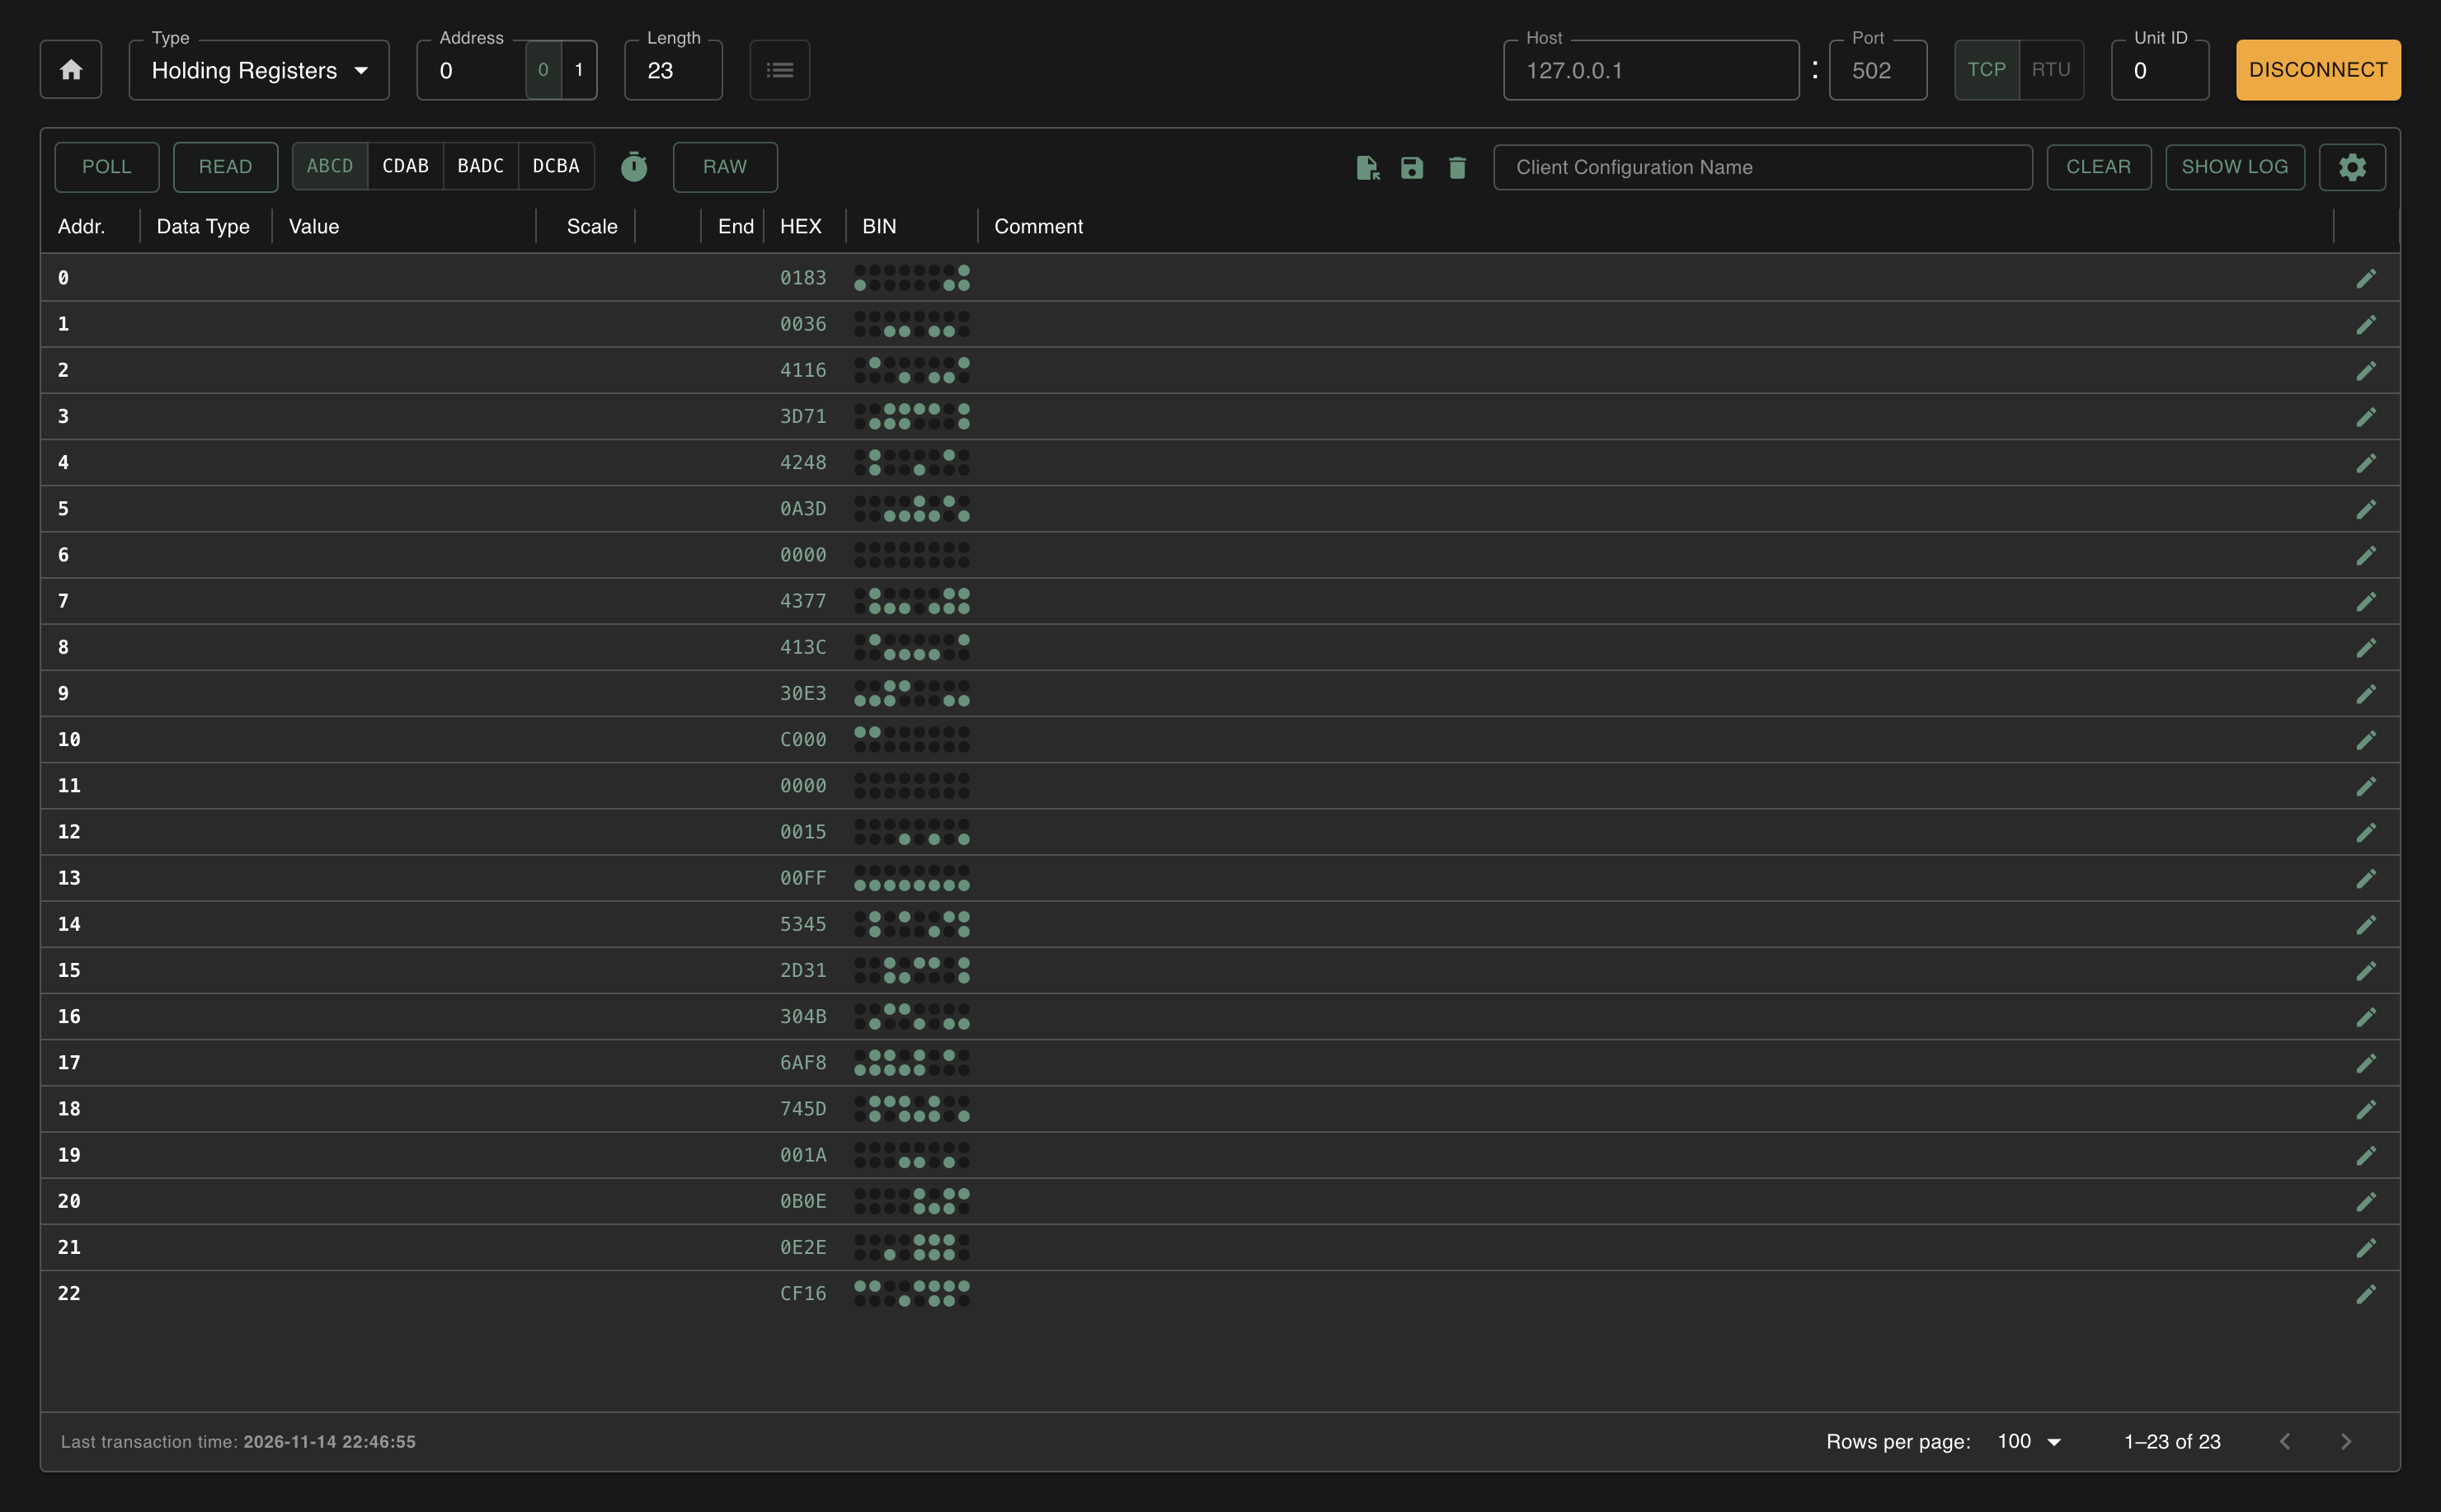 Type Address Length Host Port Unit ID
Holding Registers 0 0 1 23 127.0.0.1 : 502 TCP RTU 0 DISCONNECT
POLL READ ABCD CDAB BADC DCBA RAW Client Configuration Name CLEAR SHOW LOG
Addr. Data Type Value Scale End HEX BIN Comment
0 0183
1 0036
2 4116
3 3D71
4 4248
5 0A3D
6 0000
7 4377
8 413C
9 30E3
10 C000
11 0000
12 0015
13 00FF
14 5345
15 2D31
16 304B
17 6AF8
18 745D
19 001A
20 0B0E
21 0E2E
22 CF16
Last transaction time: 2026-11-14 22:46:55 Rows per page: 100 1–23 of 23